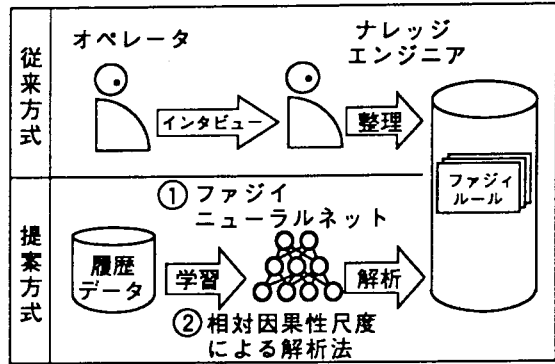 従来方式
オペレータ
ナレッジ
エンジニア
インタビュー
整理
ファジィ
ルール
提案方式
①ファジイ
ニューラルネット
履歴
データ
学習
解析
②相対因果性尺度
による解析法